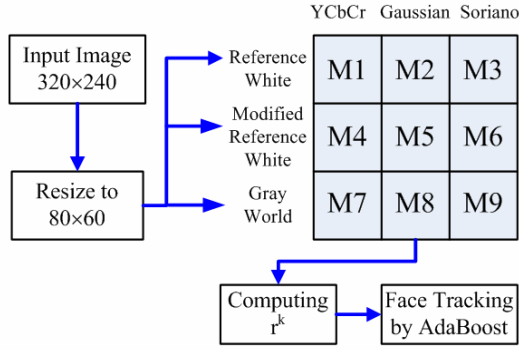 YCbCr Gaussian Soriano
Input Image
320×240
Reference
White
M1 M2 M3
Modified
Reference
White
M4 M5 M6
Resize to
80×60
Gray
World
M7 M8 M9
Computing
r^k
Face Tracking
by AdaBoost